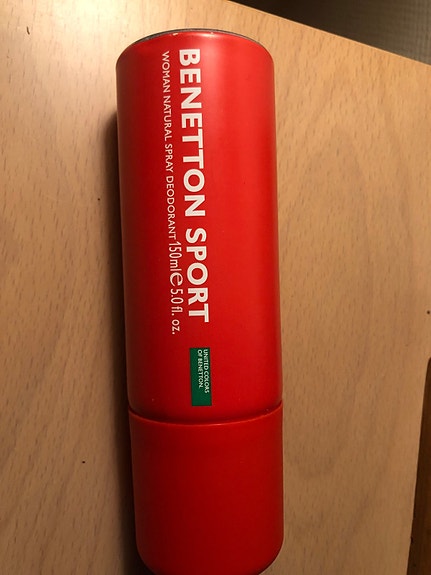 BENETTON SPORT
WOMAN NATURAL SPRAY DEODORANT 150ml℮5.0 fl. oz.
UNITED COLORS
OF BENETTON.